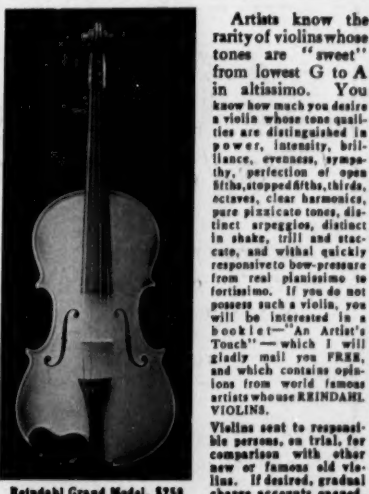 Artists know the
rarity of violins whose
tones are "sweet"
from lowest G to A
in altissimo. You
know how much you desire
a violin whose tone quali-
ties are distinguished in
power, intensity, bril-
liance, evenness, sympa-
thy, perfection of open
fifths, stopped fifths, thirds,
octaves, clear harmonics,
pure pizzicato tones, dis-
tinct arpeggios, distinct
in shake, trill and stac-
cato, and withal quickly
responsive to bow-pressure
from real pianissimo to
fortissimo. If you do not
possess such a violin, you
will be interested in a
booklet—"An Artist's
Touch"—which I will
gladly mail you FREE,
and which contains opin-
ions from world famous
artists who use REINDAHL
VIOLINS.
Violins sent to responsi-
ble persons, on trial, for
comparison with other
new or famous old vio-
lins. If desired, gradual
charge accounts opened.
Reindahl Grand Model, $250